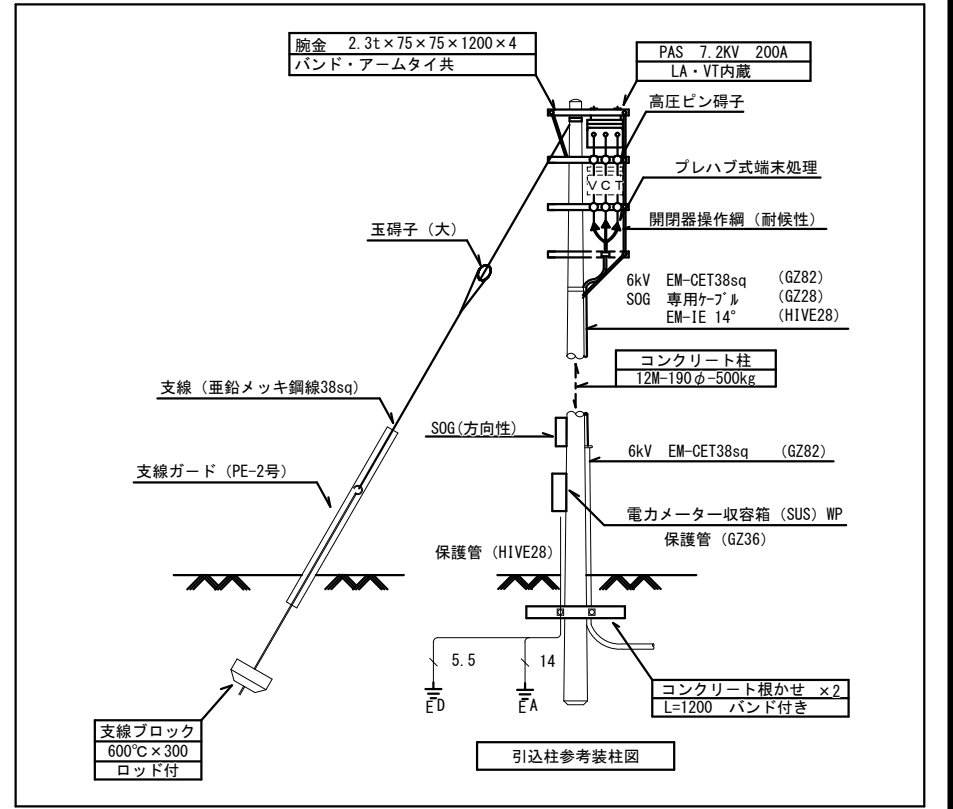 腕金 2.3t×75×75×1200×4
バンド・アームタイ共
PAS 7.2KV 200A
LA・VT内蔵
高圧ピン碍子
プレハブ式端末処理
VCT
開閉器操作綱（耐候性）
玉碍子（大）
6kV EM-CET38sq (GZ82)
SOG 専用ｹｰﾌﾞﾙ (GZ28)
EM-IE 14° (HIVE28)
コンクリート柱
12M-190φ-500kg
支線（亜鉛メッキ鋼線38sq）
SOG(方向性)
6kV EM-CET38sq (GZ82)
支線ガード（PE-2号）
電力メーター収容箱（SUS）WP
保護管（GZ36）
保護管（HIVE28）
5.5
14
ED
EA
コンクリート根かせ ×2
L=1200 バンド付き
支線ブロック
600℃×300
ロッド付
引込柱参考装柱図